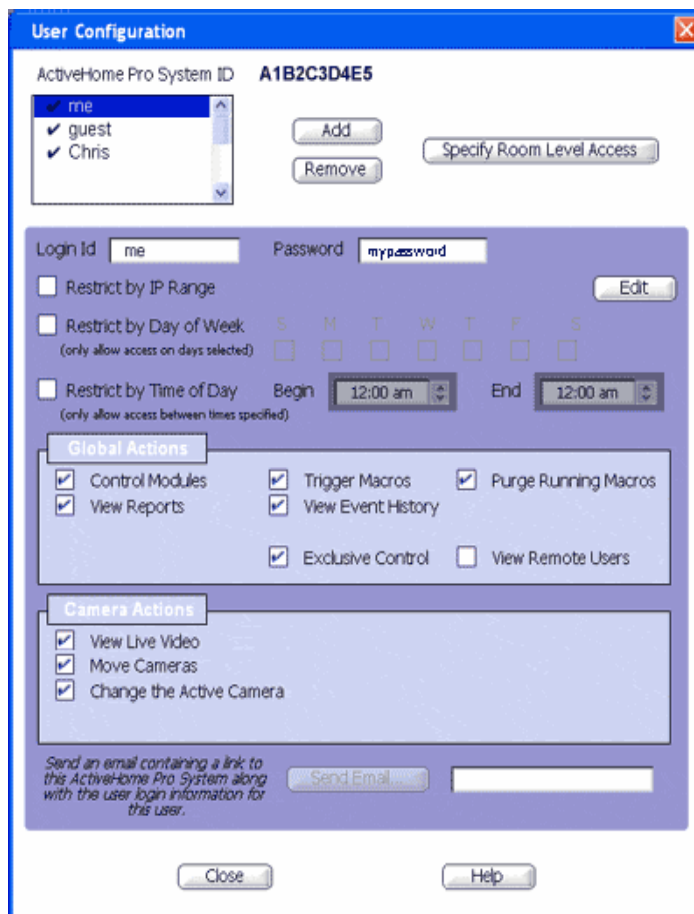 User Configuration
ActiveHome Pro System ID A1B2C3D4E5
me
guest
Chris
Add
Remove
Specify Room Level Access
Login Id me Password mypassword
Restrict by IP Range Edit
Restrict by Day of Week S M T W T F S
(only allow access on days selected)
Restrict by Time of Day Begin 12:00 am End 12:00 am
(only allow access between times specified)
Global Actions
Control Modules Trigger Macros Purge Running Macros
View Reports View Event History
Exclusive Control View Remote Users
Camera Actions
View Live Video
Move Cameras
Change the Active Camera
Send an email containing a link to
this ActiveHome Pro System along
with the user login information for
this user.
Send Email...
Close Help